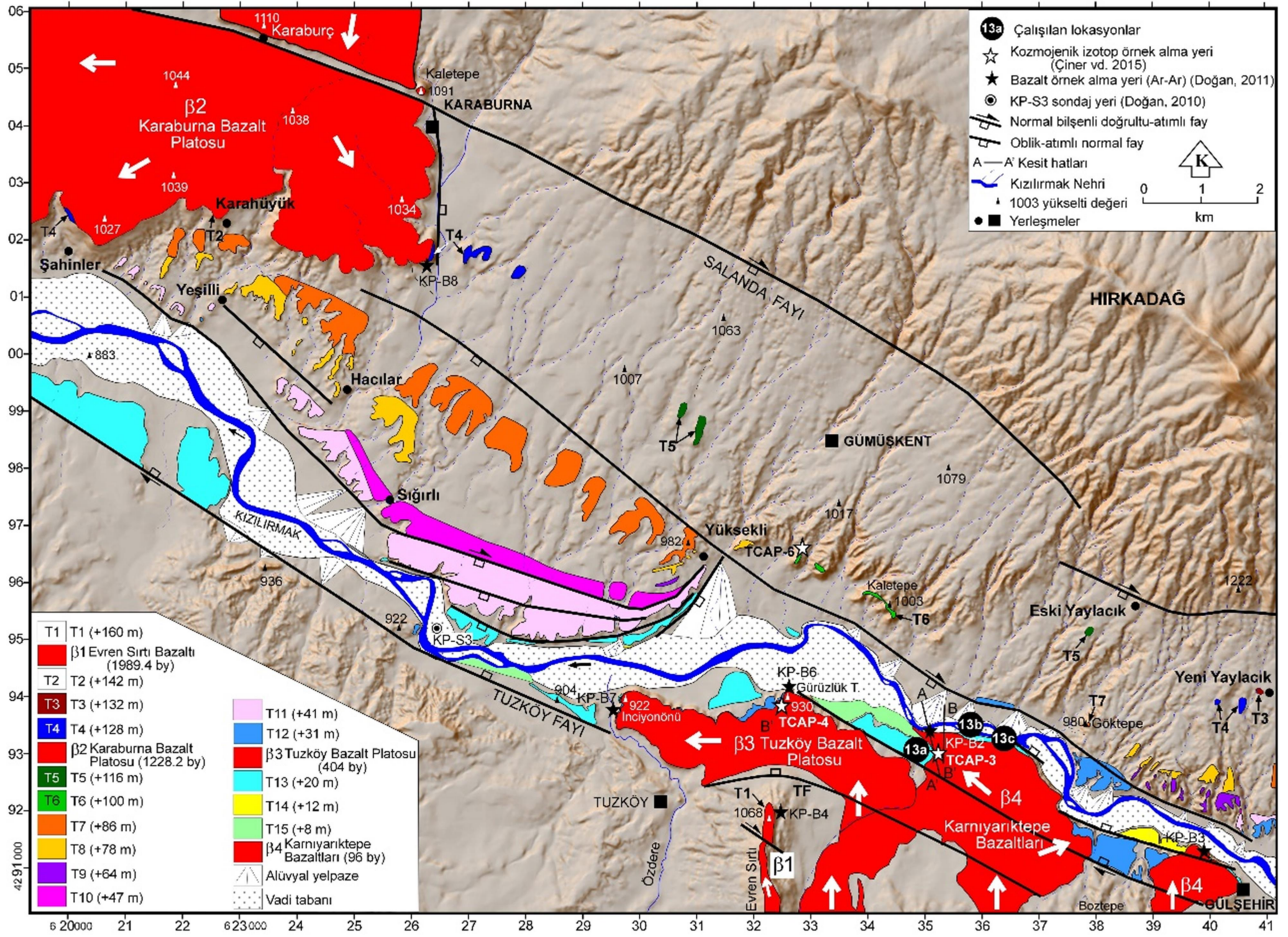 06
05
04
03
02
01
00
99
98
97
96
95
94
93
92
4291000
6 20000
21
22
6 23000
24
25
26
27
28
29
30
31
32
33
34
35
36
37
38
39
40
41
13a Çalışılan lokasyonlar
Kozmojenik izotop örnek alma yeri
(Çiner vd. 2015)
Bazalt örnek alma yeri (Ar-Ar) (Doğan, 2011)
KP-S3 sondaj yeri (Doğan, 2010)
Normal bilşenli doğrultu-atımlı fay
Oblik-atımlı normal fay
A — A' Kesit hatları
Kızılırmak Nehri
1003 yükselti değeri
Yerleşmeler
K
0 1 2
km
1110
Karaburç
Kaletepe
1091
KARABURNA
1044
β2
Karaburna Bazalt
Platosu
1038
1039
1034
1027
Karahüyük
T4
T2
Şahinler
T4
KP-B8
Yeşilli
SALANDA FAYI
HIRKADAĞ
1063
883
1007
Hacılar
T5
GÜMÜŞKENT
1079
Sığırlı
1017
KIZILIRMAK
982
Yüksekli
TCAP-6
936
Kaletepe
1003
T6
1222
Eski Yaylacık
T5
922
KP-S3
KP-B6
Gürüzlük T.
930
TCAP-4
904
KP-B7
922
İnciyonönü
TUZKÖY FAYI
β3 Tuzköy Bazalt
Platosu
B'
A
B
13a
13b
13c
KP-B2
TCAP-3
B'
A'
T7
980
Göktepe
Yeni Yaylacık
T4
T3
TUZKÖY
T1
1068
TF
KP-B4
β4
Karnıyarıktepe
Bazaltları
KP-B3
Özdere
Evren Sırtı
β1
β4
Boztepe
GÜLŞEHİR
T1 T1 (+160 m)
β1 Evren Sırtı Bazaltı
(1989.4 by)
T2 T2 (+142 m)
T3 T3 (+132 m)
T4 T4 (+128 m)
β2 Karaburna Bazalt
Platosu (1228.2 by)
T5 T5 (+116 m)
T6 T6 (+100 m)
T7 (+86 m)
T8 (+78 m)
T9 (+64 m)
T10 (+47 m)
T11 (+41 m)
T12 (+31 m)
β3 Tuzköy Bazalt Platosu
(404 by)
T13 (+20 m)
T14 (+12 m)
T15 (+8 m)
β4 Karnıyarıktepe
Bazaltları (96 by)
Alüvyal yelpaze
Vadi tabanı